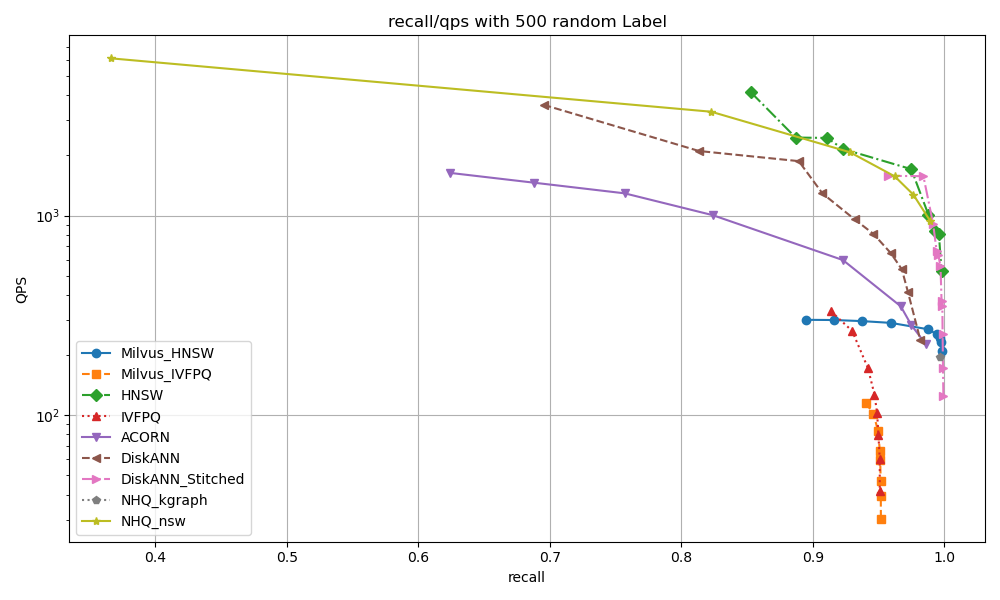 recall/qps with 500 random Label
QPS
10³
10²
Milvus_HNSW
Milvus_IVFPQ
HNSW
IVFPQ
ACORN
DiskANN
DiskANN_Stitched
NHQ_kgraph
NHQ_nsw
0.4 0.5 0.6 0.7 0.8 0.9 1.0
recall